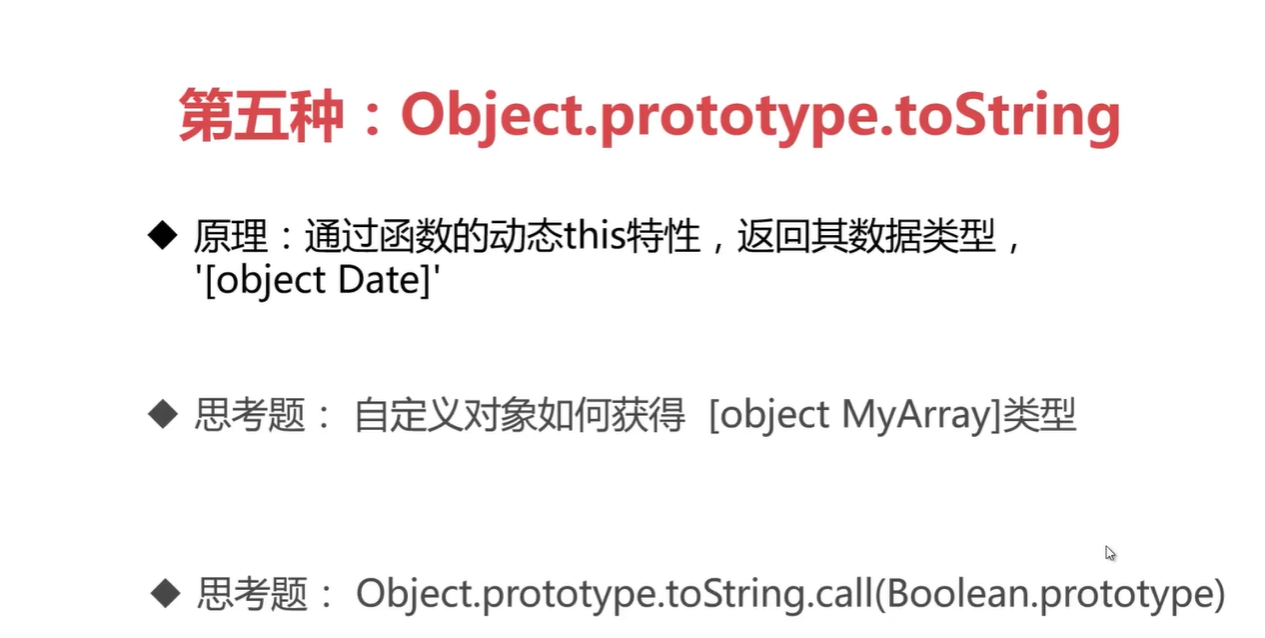 第五种：Object.prototype.toString
◆ 原理：通过函数的动态this特性，返回其数据类型，
'[object Date]'
◆ 思考题： 自定义对象如何获得 [object MyArray]类型
◆ 思考题： Object.prototype.toString.call(Boolean.prototype)